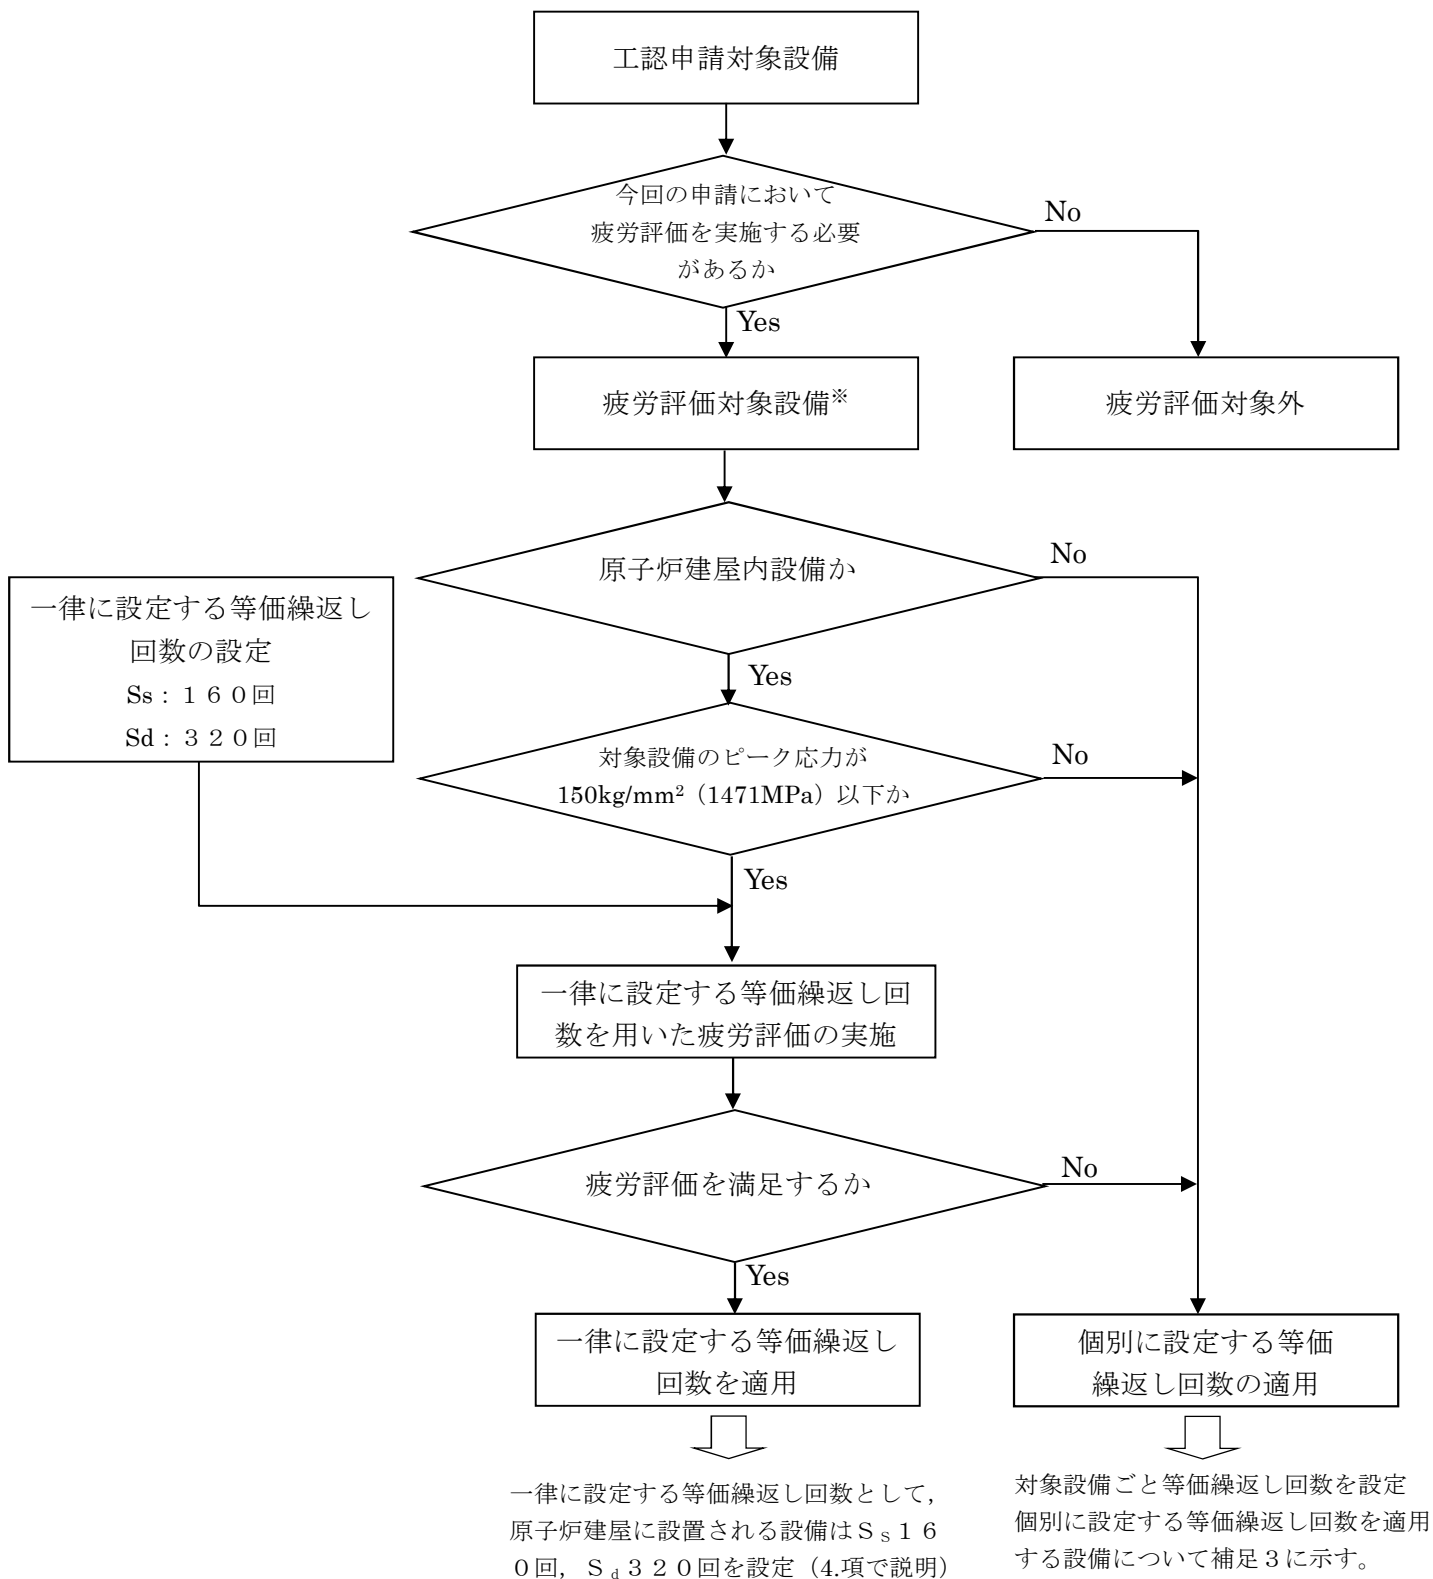 工認申請対象設備
今回の申請において
疲労評価を実施する必要
があるか
No
Yes
疲労評価対象設備※
疲労評価対象外
原子炉建屋内設備か
No
Yes
一律に設定する等価繰返し
回数の設定
Ss：１６０回
Sd：３２０回
対象設備のピーク応力が
150kg/mm²（1471MPa）以下か
No
Yes
一律に設定する等価繰返し回
数を用いた疲労評価の実施
疲労評価を満足するか
No
Yes
一律に設定する等価繰返し
回数を適用
個別に設定する等価
繰返し回数の適用
一律に設定する等価繰返し回数として，
原子炉建屋に設置される設備はＳｓ１６
０回，Ｓｄ３２０回を設定（4.項で説明）
対象設備ごと等価繰返し回数を設定
個別に設定する等価繰返し回数を適用
する設備について補足３に示す。